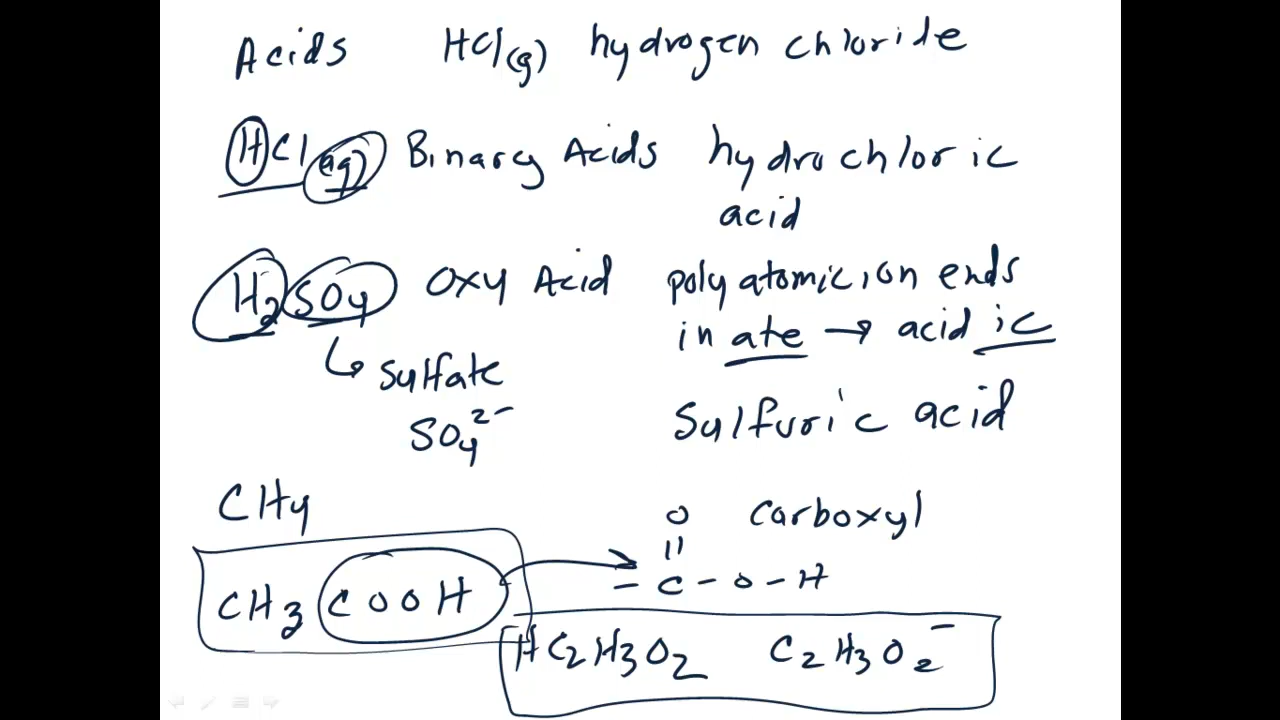 Acids HCl(g) hydrogen chloride
HCl(aq) Binary Acids hydrochloric
acid
H2SO4 Oxy Acid polyatomic ion ends
in ate → acid ic
↳ sulfate
SO4 2- sulfuric acid
CH4
O carboxyl
||
CH3COOH → - C - O - H
HC2H3O2 C2H3O2-